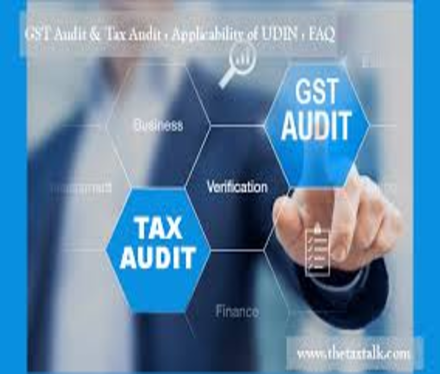 GST Audit & Tax Audit : Applicability of UDIN : FAQ
GST
AUDIT
Business
Verification
TAX
AUDIT
Finance
www.thetaxtalk.com